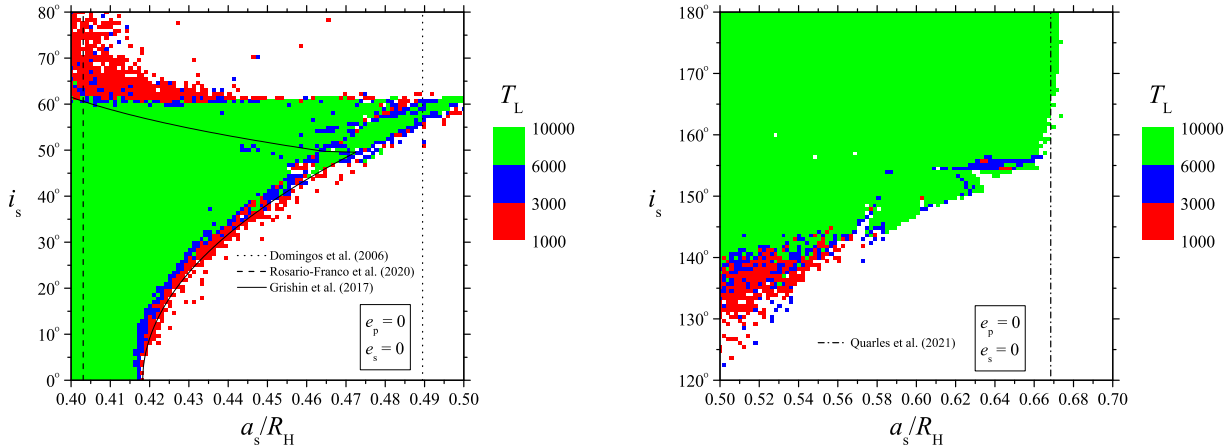 80°
70°
60°
50°
40°
30°
20°
10°
0°
i_s
0.40 0.41 0.42 0.43 0.44 0.45 0.46 0.47 0.48 0.49 0.50
a_s/R_H
Domingos et al. (2006)
Rosario-Franco et al. (2020)
Grishin et al. (2017)
e_p = 0
e_s = 0
T_L
10000
6000
3000
1000
180°
170°
160°
150°
140°
130°
120°
i_s
0.50 0.52 0.54 0.56 0.58 0.60 0.62 0.64 0.66 0.68 0.70
a_s/R_H
Quarles et al. (2021)
e_p = 0
e_s = 0
T_L
10000
6000
3000
1000